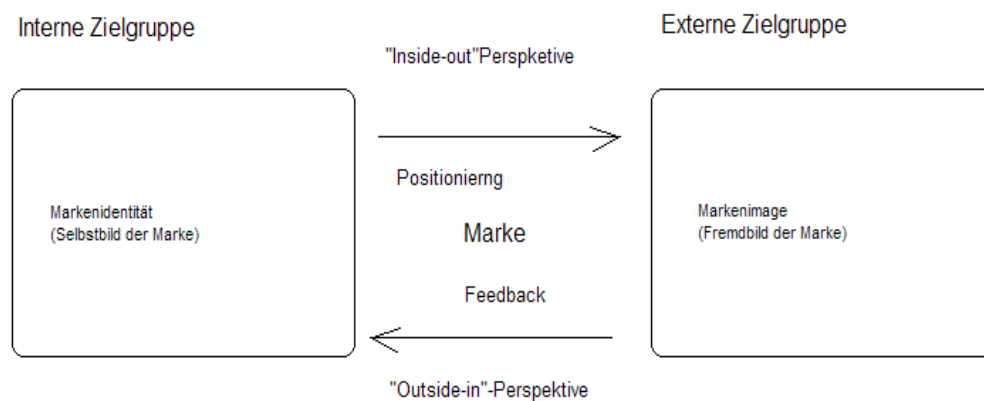 Interne Zielgruppe
Externe Zielgruppe
"Inside-out"Perspketive
Positionierng
Markenidentität
(Selbstbild der Marke)
Marke
Markenimage
(Fremdbild der Marke)
Feedback
"Outside-in"-Perspektive